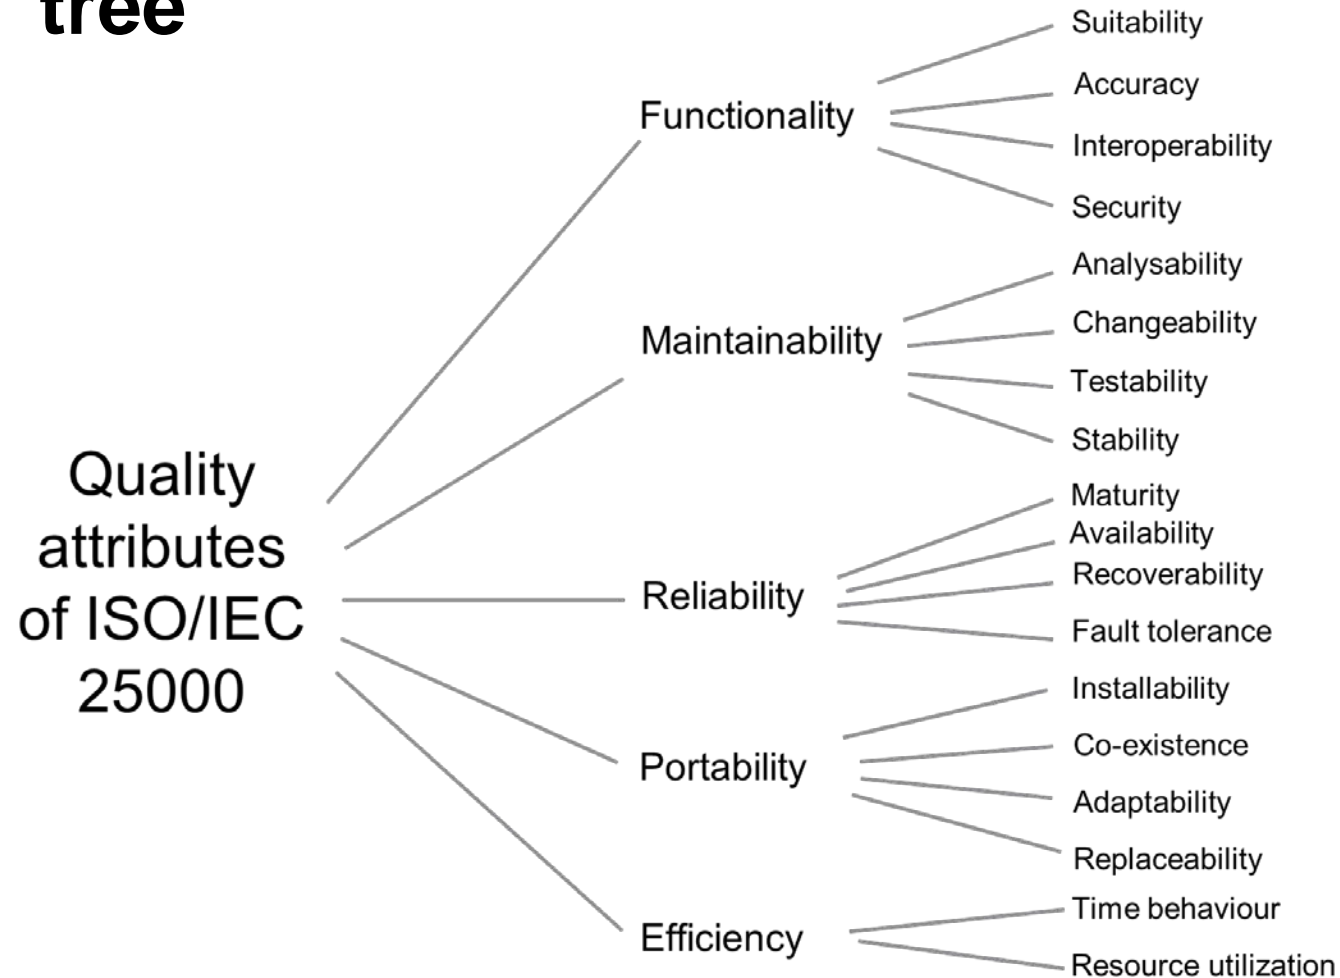 tree
Quality
attributes
of ISO/IEC
25000
Functionality
Suitability
Accuracy
Interoperability
Security
Maintainability
Analysability
Changeability
Testability
Stability
Reliability
Maturity
Availability
Recoverability
Fault tolerance
Portability
Installability
Co-existence
Adaptability
Replaceability
Efficiency
Time behaviour
Resource utilization